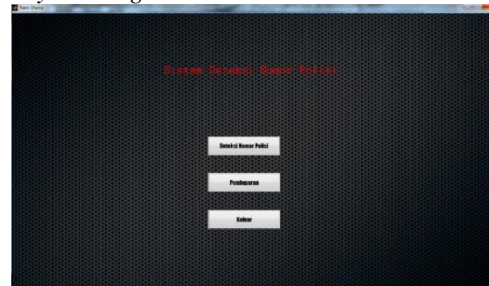 Sistem Deteksi Nomor Polisi
Deteksi Nomor Polisi
Pembayaran
Keluar